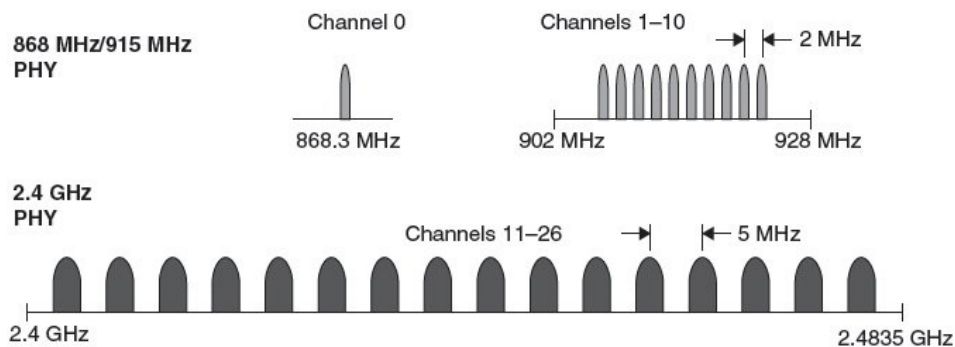 Channel 0
Channels 1–10
868 MHz/915 MHz
PHY
2 MHz
868.3 MHz
902 MHz
928 MHz
2.4 GHz
PHY
Channels 11–26
5 MHz
2.4 GHz
2.4835 GHz